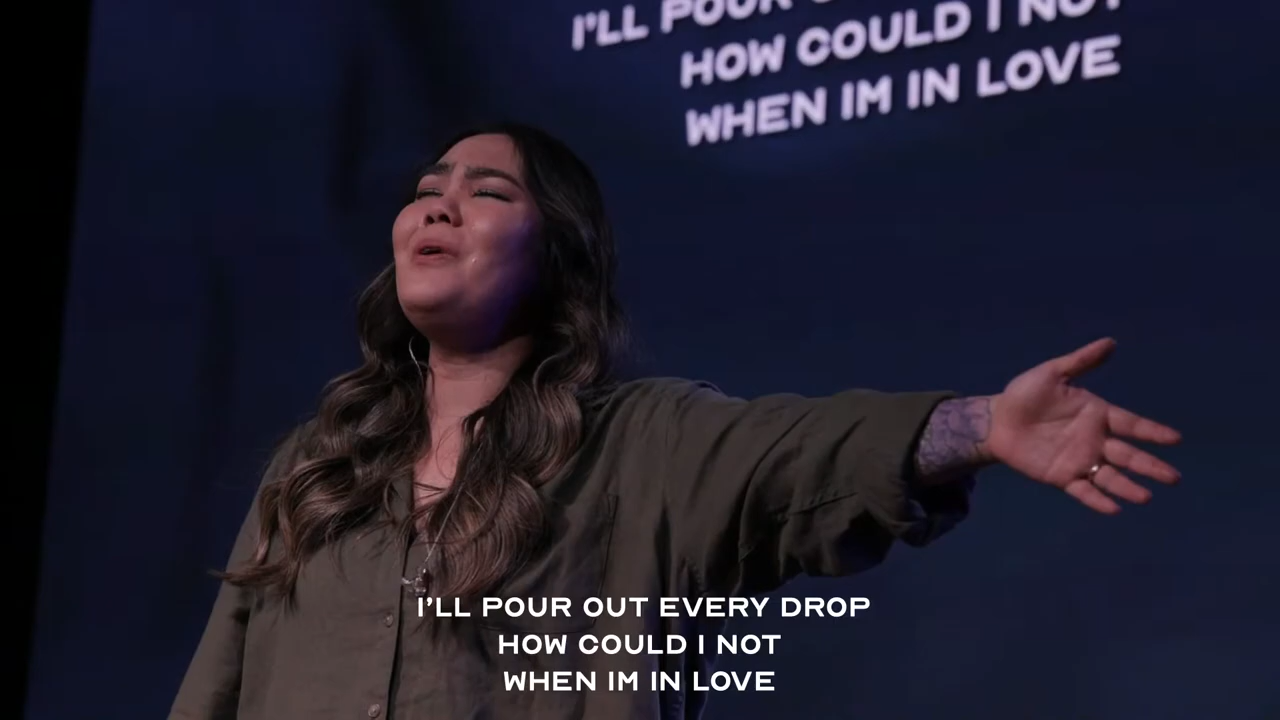 I'LL POUR
HOW COULD I NOT
WHEN IM IN LOVE
I'LL POUR OUT EVERY DROP
HOW COULD I NOT
WHEN IM IN LOVE